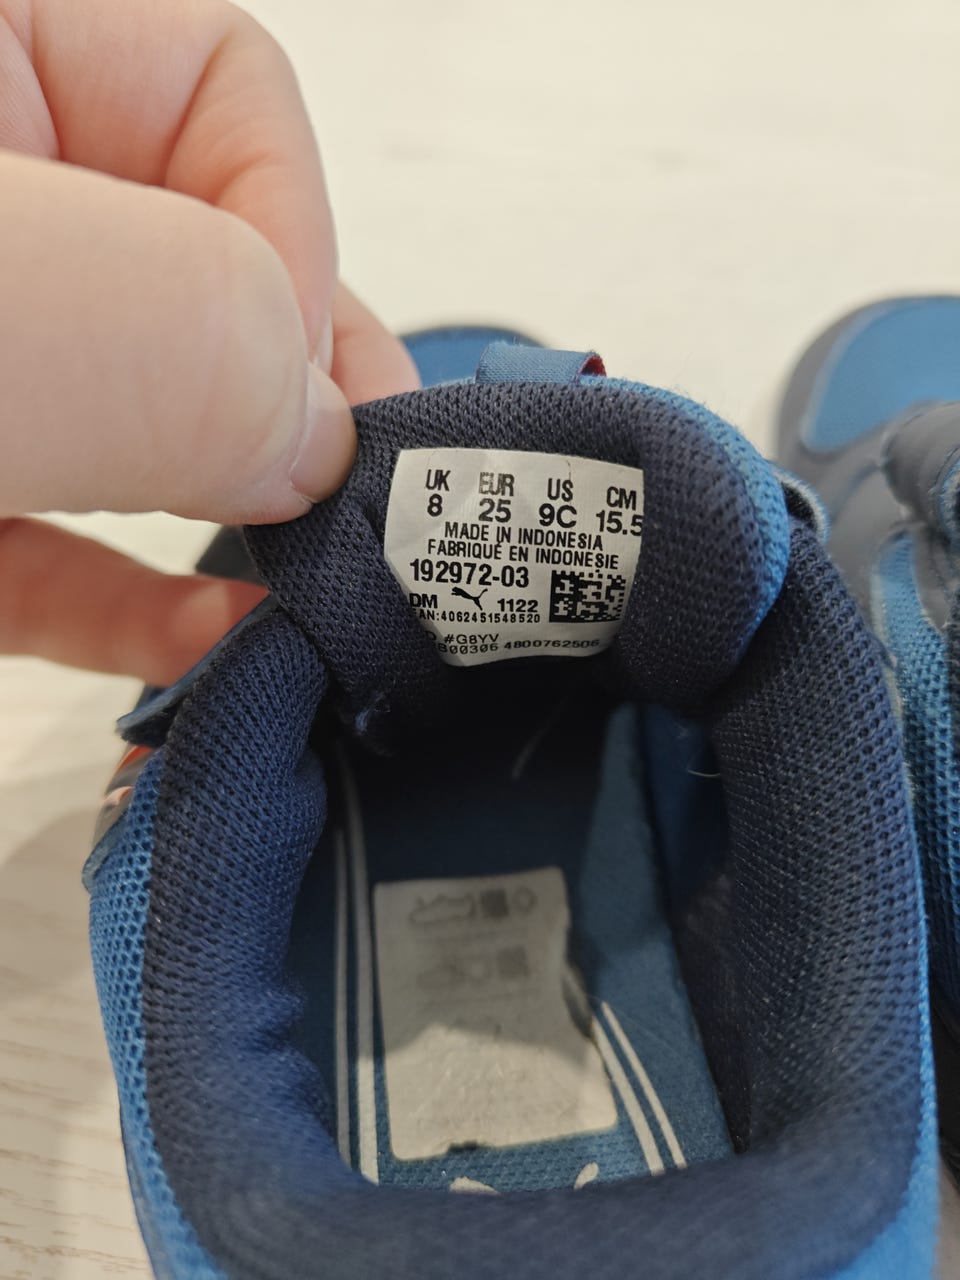 UK EUR US CM
8 25 9C 15.5
MADE IN INDONESIA
FABRIQUÉ EN INDONESIE
192972-03
DM 1122
EAN:4062451548520
#G8YV
B00306 4800762506